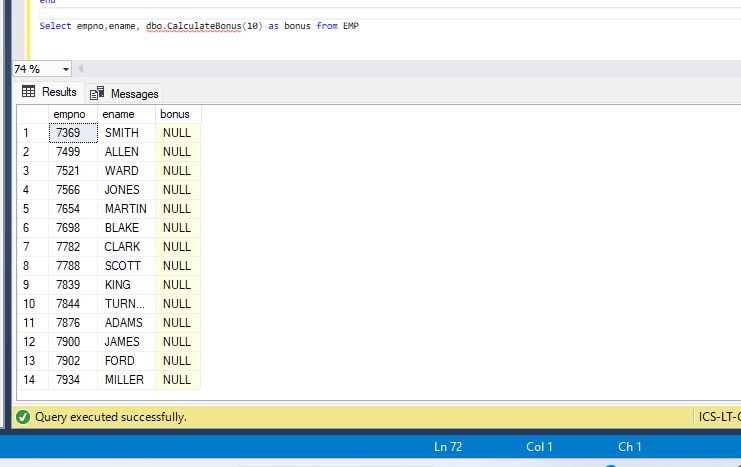 end
Select empno,ename, dbo.CalculateBonus(10) as bonus from EMP
74 %
Results Messages
empno ename bonus
1 7369 SMITH NULL
2 7499 ALLEN NULL
3 7521 WARD NULL
4 7566 JONES NULL
5 7654 MARTIN NULL
6 7698 BLAKE NULL
7 7782 CLARK NULL
8 7788 SCOTT NULL
9 7839 KING NULL
10 7844 TURN... NULL
11 7876 ADAMS NULL
12 7900 JAMES NULL
13 7902 FORD NULL
14 7934 MILLER NULL
Query executed successfully. ICS-LT-
Ln 72 Col 1 Ch 1